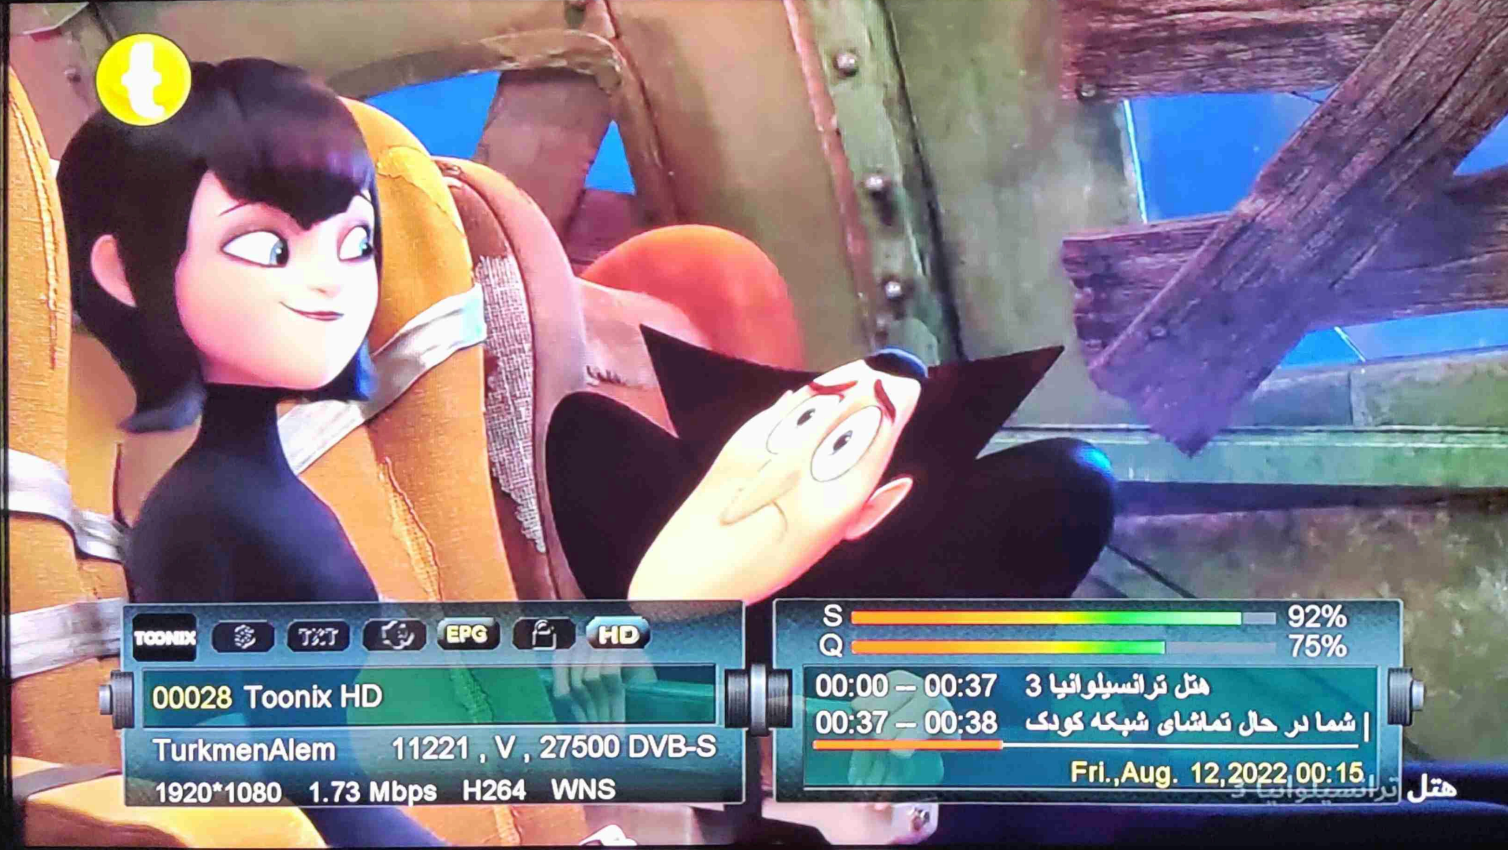 t
TOONIX TXT EPG HD
00028 Toonix HD
TurkmenAlem 11221 , V , 27500 DVB-S
1920*1080 1.73 Mbps H264 WNS
S 92%
Q 75%
00:00 – 00:37 هتل ترانسیلوانیا 3
00:37 – 00:38 شما در حال تماشای شبکه کودک |
Fri.,Aug. 12,2022 00:15
هتل ترانسیلوانیا 3